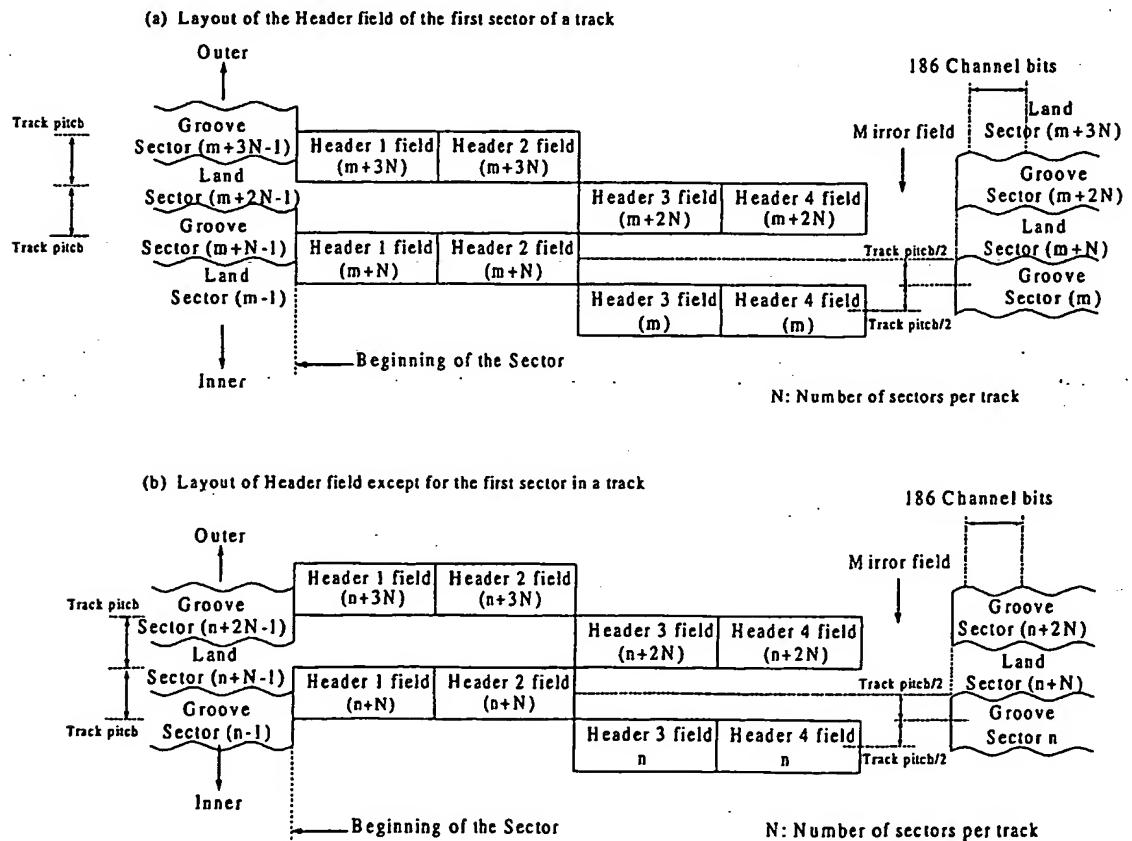 (a) Layout of the Header field of the first sector of a track
Outer
186 Channel bits
Track pitch
Groove
Sector (m+3N-1)
Land
Sector (m+2N-1)
Groove
Sector (m+N-1)
Land
Sector (m-1)
Track pitch
Header 1 field
(m+3N)
Header 2 field
(m+3N)
Header 3 field
(m+2N)
Header 4 field
(m+2N)
Header 1 field
(m+N)
Header 2 field
(m+N)
Header 3 field
(m)
Header 4 field
(m)
Mirror field
Track pitch/2
Track pitch/2
Land
Sector (m+3N)
Groove
Sector (m+2N)
Land
Sector (m+N)
Groove
Sector (m)
Beginning of the Sector
Inner
N: Number of sectors per track
(b) Layout of Header field except for the first sector in a track
186 Channel bits
Outer
Track pitch
Groove
Sector (n+2N-1)
Land
Sector (n+N-1)
Groove
Sector (n-1)
Track pitch
Header 1 field
(n+3N)
Header 2 field
(n+3N)
Header 3 field
(n+2N)
Header 4 field
(n+2N)
Header 1 field
(n+N)
Header 2 field
(n+N)
Header 3 field
n
Header 4 field
n
Mirror field
Track pitch/2
Track pitch/2
Groove
Sector (n+2N)
Land
Sector (n+N)
Groove
Sector n
Inner
Beginning of the Sector
N: Number of sectors per track